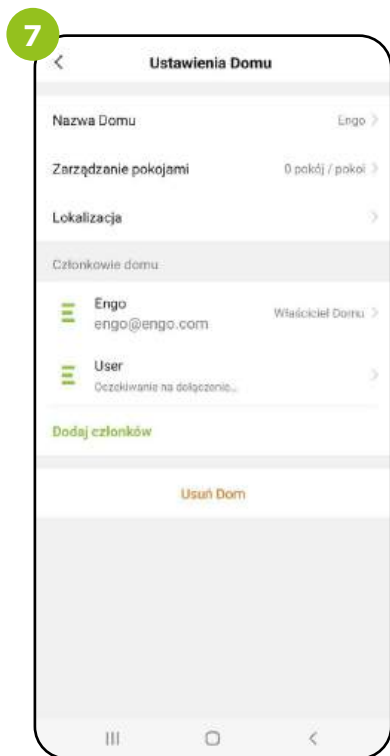 7
Ustawienia Domu
Nazwa Domu Engo
Zarządzanie pokojami 0 pokój / pokoi
Lokalizacja
Członkowie domu
Engo
engo@engo.com Właściciel Domu
User
Oczekiwanie na dołączenie...
Dodaj członków
Usuń Dom